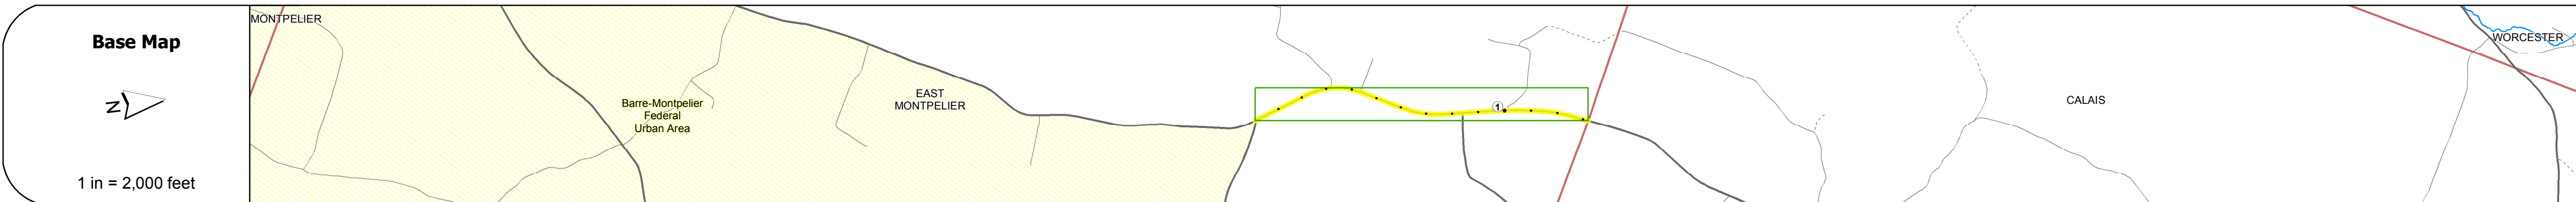 Base Map
N
1 in = 2,000 feet
MONTPELIER
Barre-Montpelier
Federal
Urban Area
EAST
MONTPELIER
1
CALAIS
WORCESTER